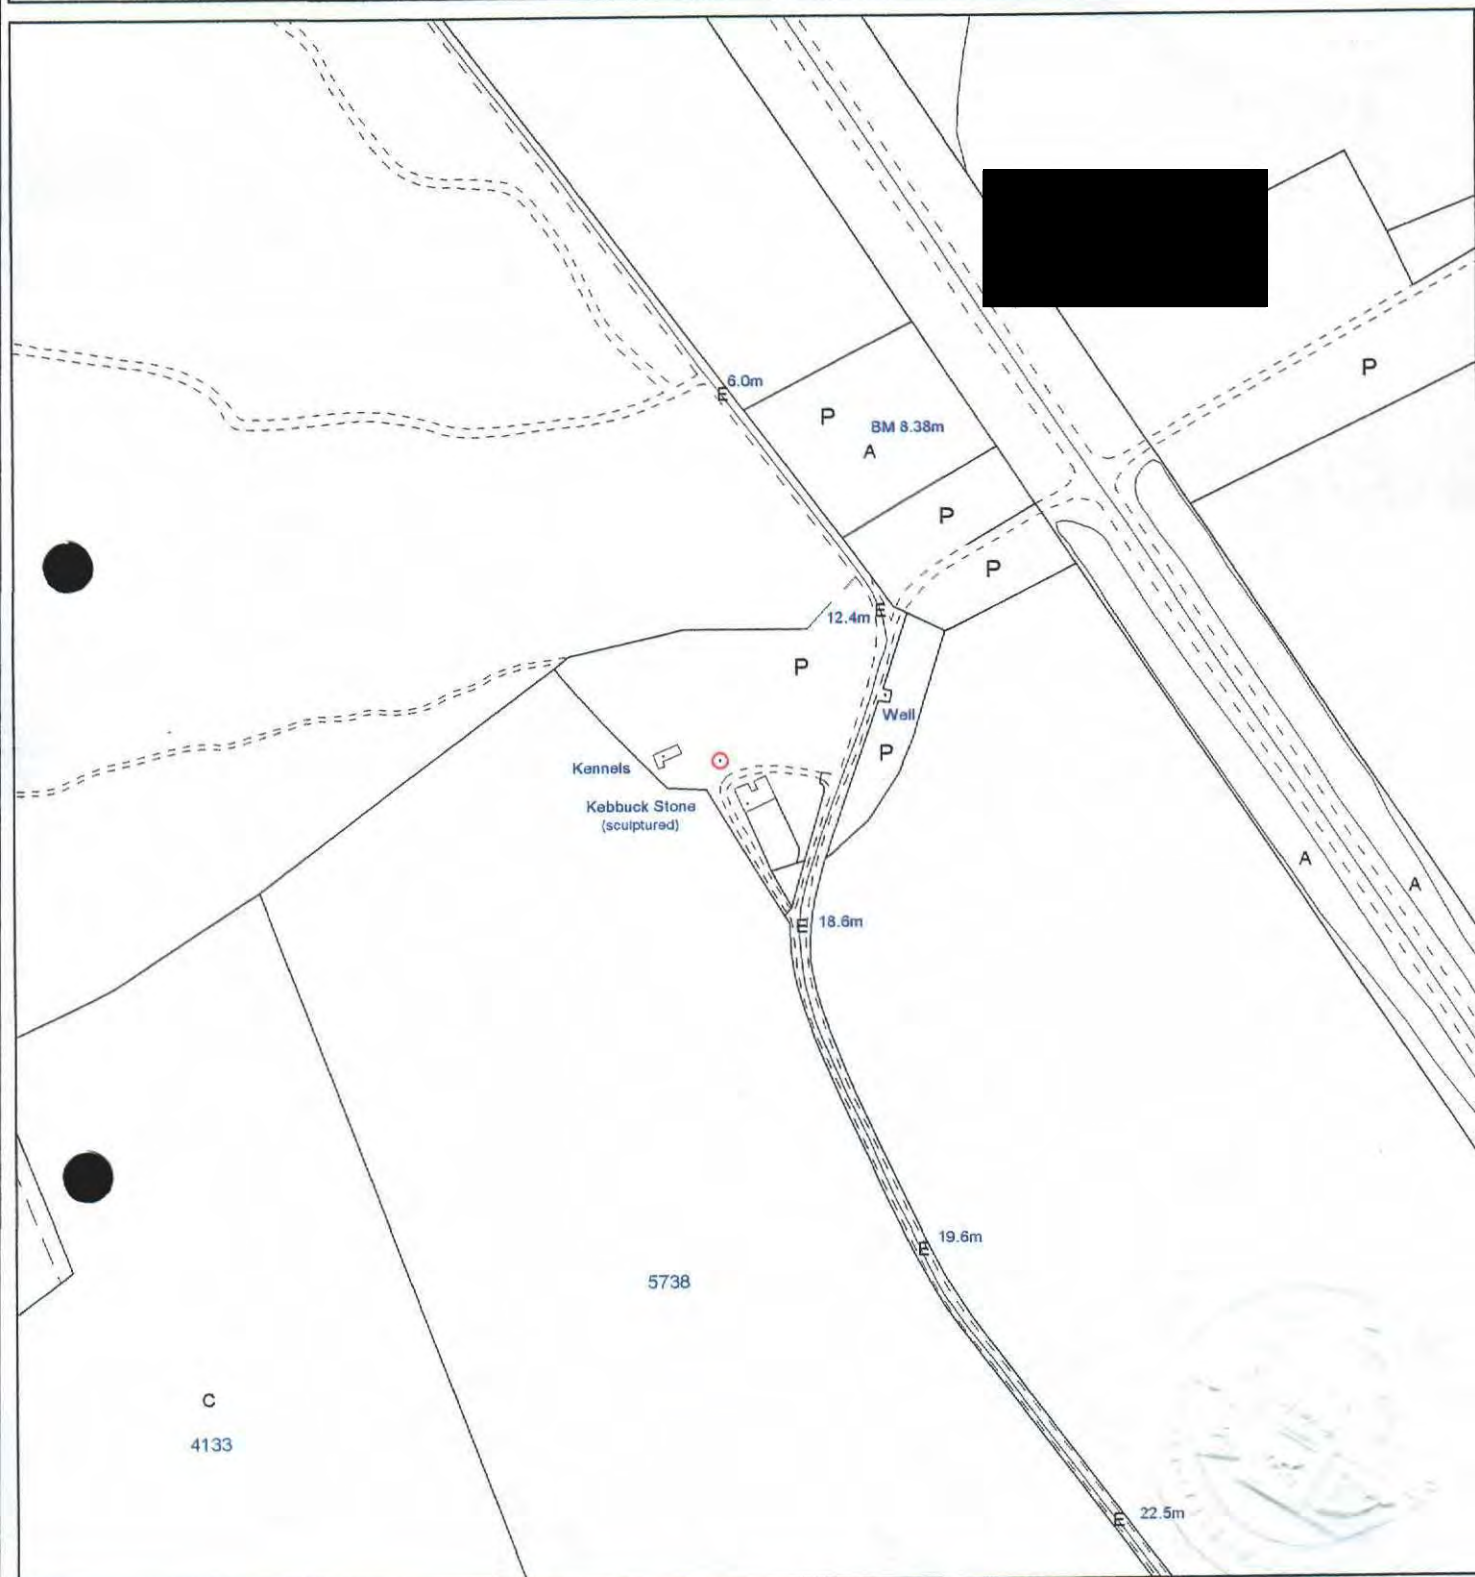 6.0m
P
P
BM 8.38m
A
P
P
E
E
12.4m
P
Well
P
Kennels
Kebbuck Stone
(sculptured)
A
A
E
18.6m
E
19.6m
5738
C
4133
E
22.5m